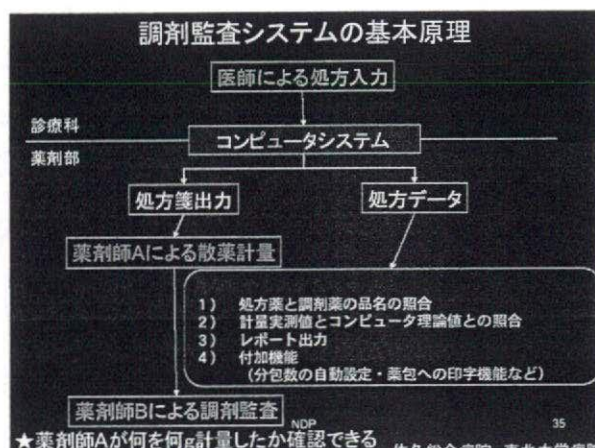 調剤監査システムの基本原理
医師による処方入力
診療科
コンピュータシステム
薬剤部
処方箋出力
処方データ
薬剤師Aによる散薬計量
1) 処方薬と調剤薬の品名の照合
2) 計量実測値とコンピュータ理論値との照合
3) レポート出力
4) 付加機能
(分包数の自動設定・薬包への印字機能など)
薬剤師Bによる調剤監査
NDP
35
★薬剤師Aが何を何g計量したか確認できる